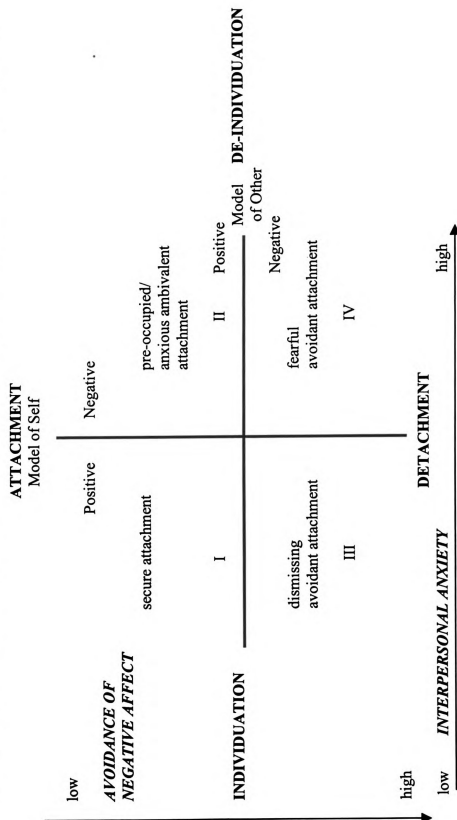 ATTACHMENT
Model of Self
Positive
Negative
low
AVOIDANCE OF
NEGATIVE AFFECT
secure attachment
pre-occupied/
anxious ambivalent
attachment
I
II
Positive
INDIVIDUATION
Model
of Other
DE-INDIVIDUATION
Negative
dismissing
avoidant attachment
fearful
avoidant attachment
III
IV
high
DETACHMENT
low
INTERPERSONAL ANXIETY
high